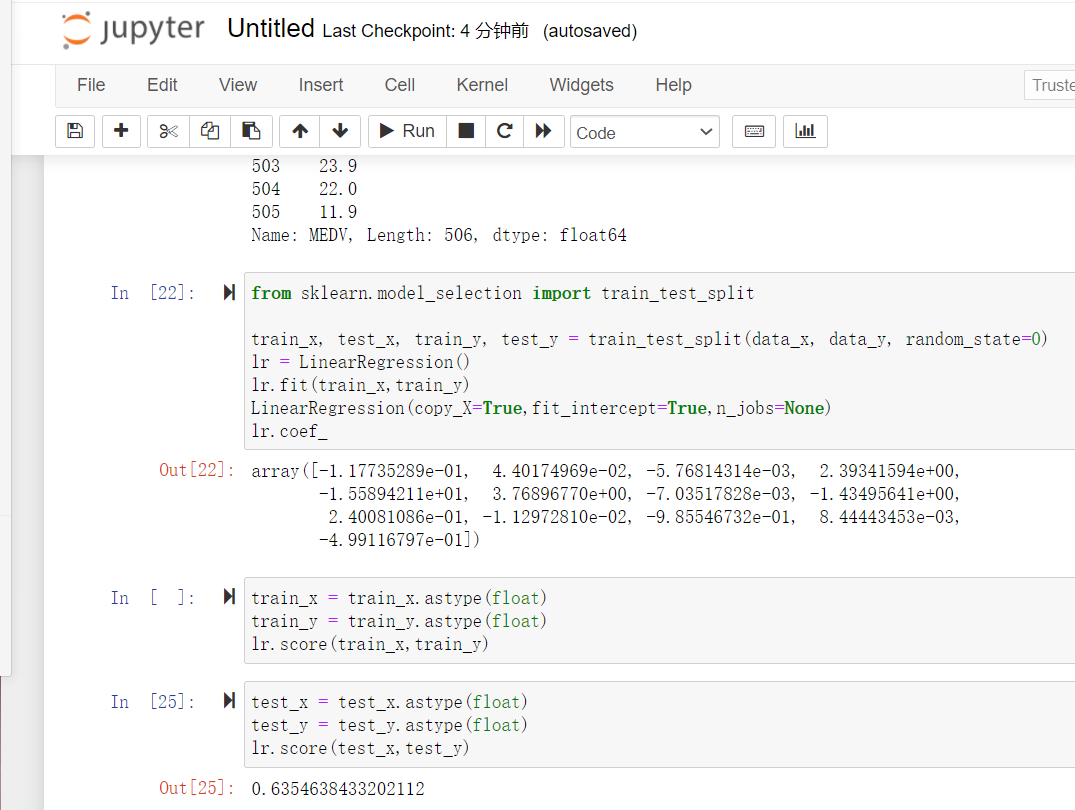 jupyter Untitled Last Checkpoint: 4 分钟前 (autosaved)
File Edit View Insert Cell Kernel Widgets Help Truste
Run Code
503 23.9
504 22.0
505 11.9
Name: MEDV, Length: 506, dtype: float64
In [22]: from sklearn.model_selection import train_test_split
train_x, test_x, train_y, test_y = train_test_split(data_x, data_y, random_state=0)
lr = LinearRegression()
lr.fit(train_x,train_y)
LinearRegression(copy_X=True,fit_intercept=True,n_jobs=None)
lr.coef_
Out[22]: array([-1.17735289e-01, 4.40174969e-02, -5.76814314e-03, 2.39341594e+00,
-1.55894211e+01, 3.76896770e+00, -7.03517828e-03, -1.43495641e+00,
2.40081086e-01, -1.12972810e-02, -9.85546732e-01, 8.44443453e-03,
-4.99116797e-01])
In [ ]: train_x = train_x.astype(float)
train_y = train_y.astype(float)
lr.score(train_x,train_y)
In [25]: test_x = test_x.astype(float)
test_y = test_y.astype(float)
lr.score(test_x,test_y)
Out[25]: 0.6354638433202112